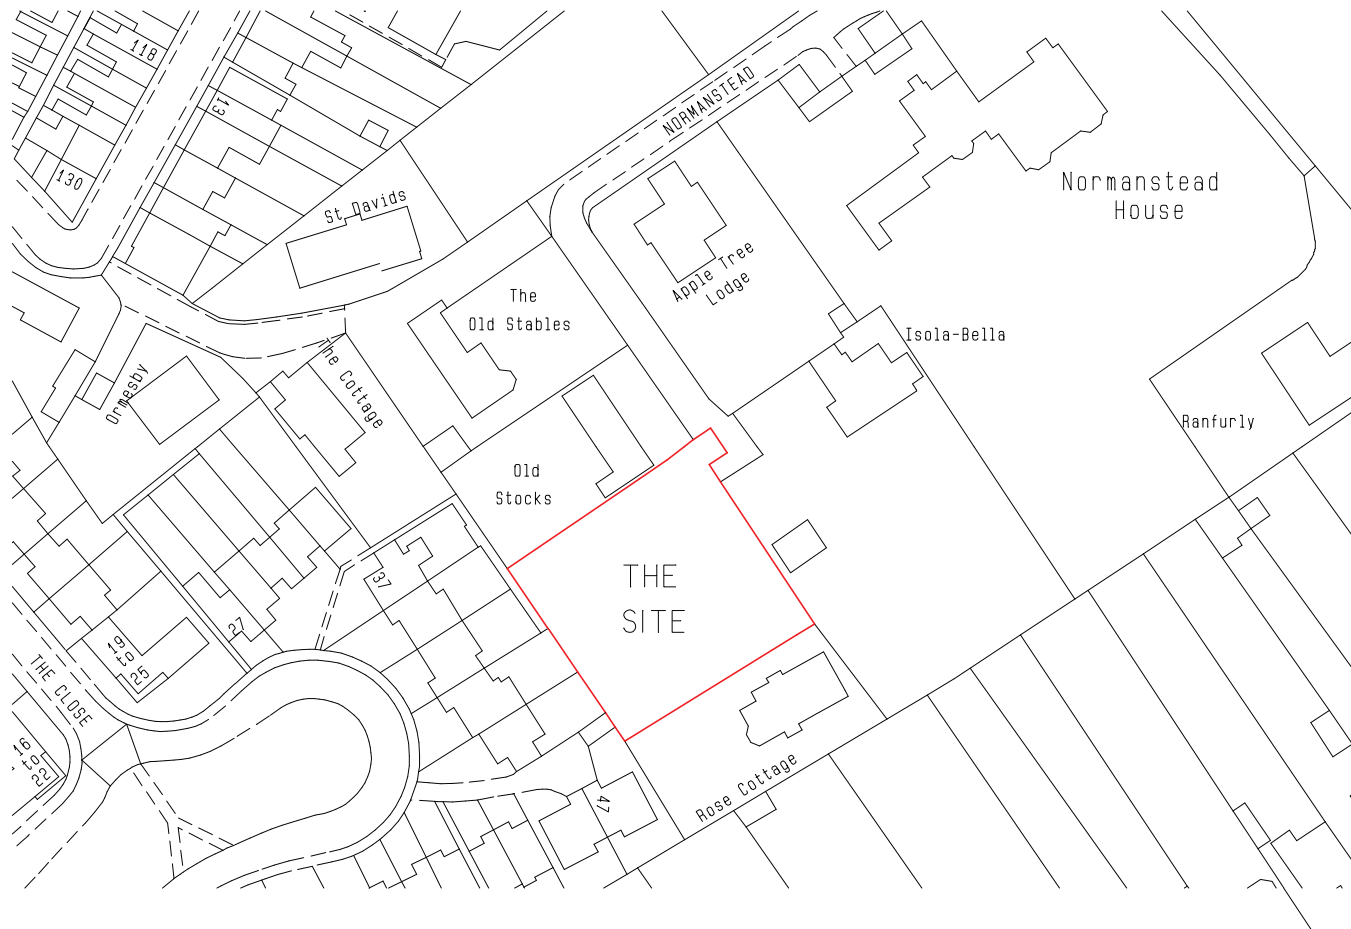 118
13
130
NORMANSTEAD
St Davids
Normanstead
House
Apple Tree
Lodge
The
Old Stables
Isola-Bella
The Cottage
Ormesby
Ranfurly
Old
Stocks
37
THE
SITE
27
19
to
25
THE CLOSE
16
to
22
Rose Cottage
47